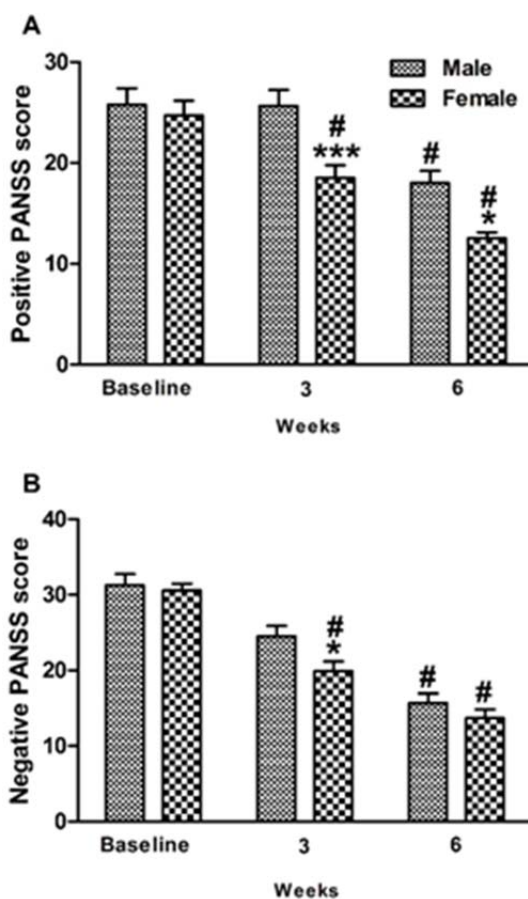 A
Positive PANSS score
30
20
10
0
Male
Female
#
***
#
#
*
Baseline
3
6
Weeks
B
Negative PANSS score
40
30
20
10
0
#
*
#
#
Baseline
3
6
Weeks